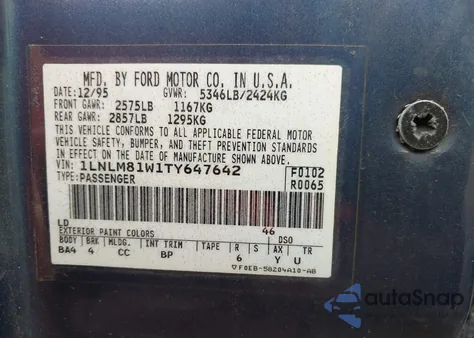 MFD. BY FORD MOTOR CO. IN U.S.A.
DATE: 12/95 GVWR: 5346LB/2424KG
FRONT GAWR: 2575LB 1167KG
REAR GAWR: 2857LB 1295KG
THIS VEHICLE CONFORMS TO ALL APPLICABLE FEDERAL MOTOR
VEHICLE SAFETY, BUMPER, AND THEFT PREVENTION STANDARDS
IN EFFECT ON THE DATE OF MANUFACTURE SHOWN ABOVE.
VIN: 1LNLM81W1TY647642 F0102
TYPE: PASSENGER R0065
LD 46
EXTERIOR PAINT COLORS DSO
BODY BRK MLDG. INT TRIM TAPE R S AX TR
BA4 4 CC BP 6 Y U
F0EB-58204A10-AB
autoSnap